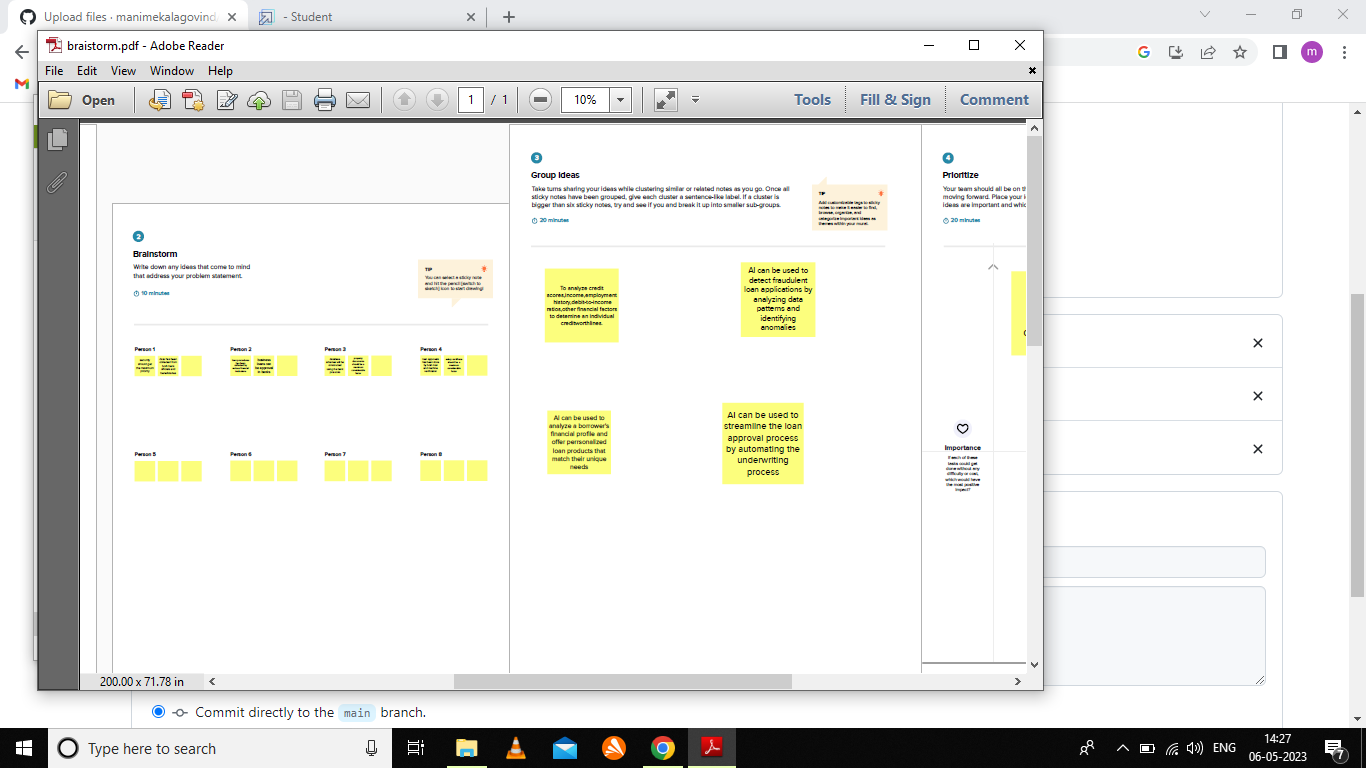 Upload files · manimekalagovind
- Student
braistorm.pdf - Adobe Reader
File Edit View Window Help
Open
1 / 1
10%
Tools
Fill & Sign
Comment
2
Brainstorm
Write down any ideas that come to mind
that address your problem statement.
10 minutes
TIP
You can select a sticky note
and hit the pencil [switch to
sketch] icon to start drawing!
Person 1
Person 2
Person 3
Person 4
Person 5
Person 6
Person 7
Person 8
3
Group ideas
Take turns sharing your ideas while clustering similar or related notes as you go. Once all
sticky notes have been grouped, give each cluster a sentence-like label. If a cluster is
bigger than six sticky notes, try and see if you and break it up into smaller sub-groups.
20 minutes
TIP
Add customizable tags to sticky
notes to make it easier to find,
browse, organize, and
categorize important ideas as
themes within your mural.
To analyze credit
scores,income,employment
history,debit-to-income
ratios,other financial factors
to detemine an individual
creditworthlines.
AI can be used to
detect fraudulent
loan applications by
analyzing data
patterns and
identifying
anomalies
AI can be used to
analyze a borrower's
financial profile and
offer personalized
loan products that
match their unique
needs
AI can be used to
streamline the loan
approval process
by automating the
underwriting
process
4
Prioritize
Your team should all be on th
moving forward. Place your i
ideas are important and whic
20 minutes
Importance
If each of these
tasks could get
done without any
difficulty or cost,
which would have
the most positive
impact?
200.00 x 71.78 in
Commit directly to the main branch.
Type here to search
ENG
14:27
06-05-2023
7
m